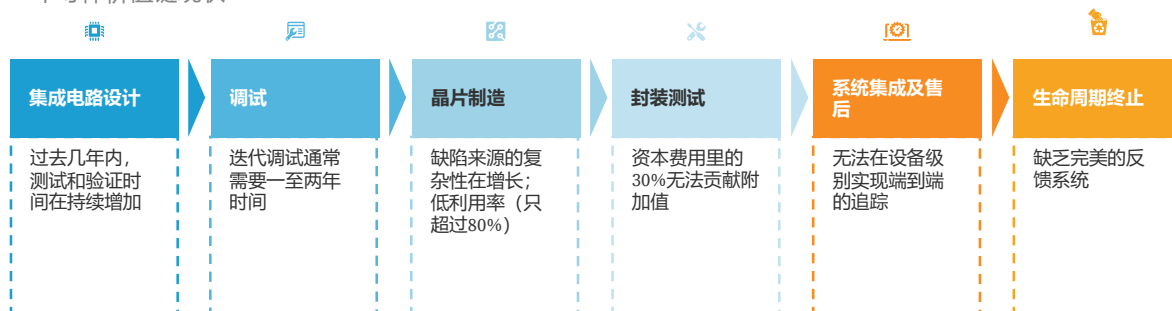 集成电路设计
调试
晶片制造
封装测试
系统集成及售
后
生命周期终止
过去几年内，
测试和验证时
间在持续增加
迭代调试通常
需要一至两年
时间
缺陷来源的复
杂性在增长；
低利用率（只
超过80%）
资本费用里的
30%无法贡献附
加值
无法在设备级
别实现端到端
的追踪
缺乏完美的反
馈系统